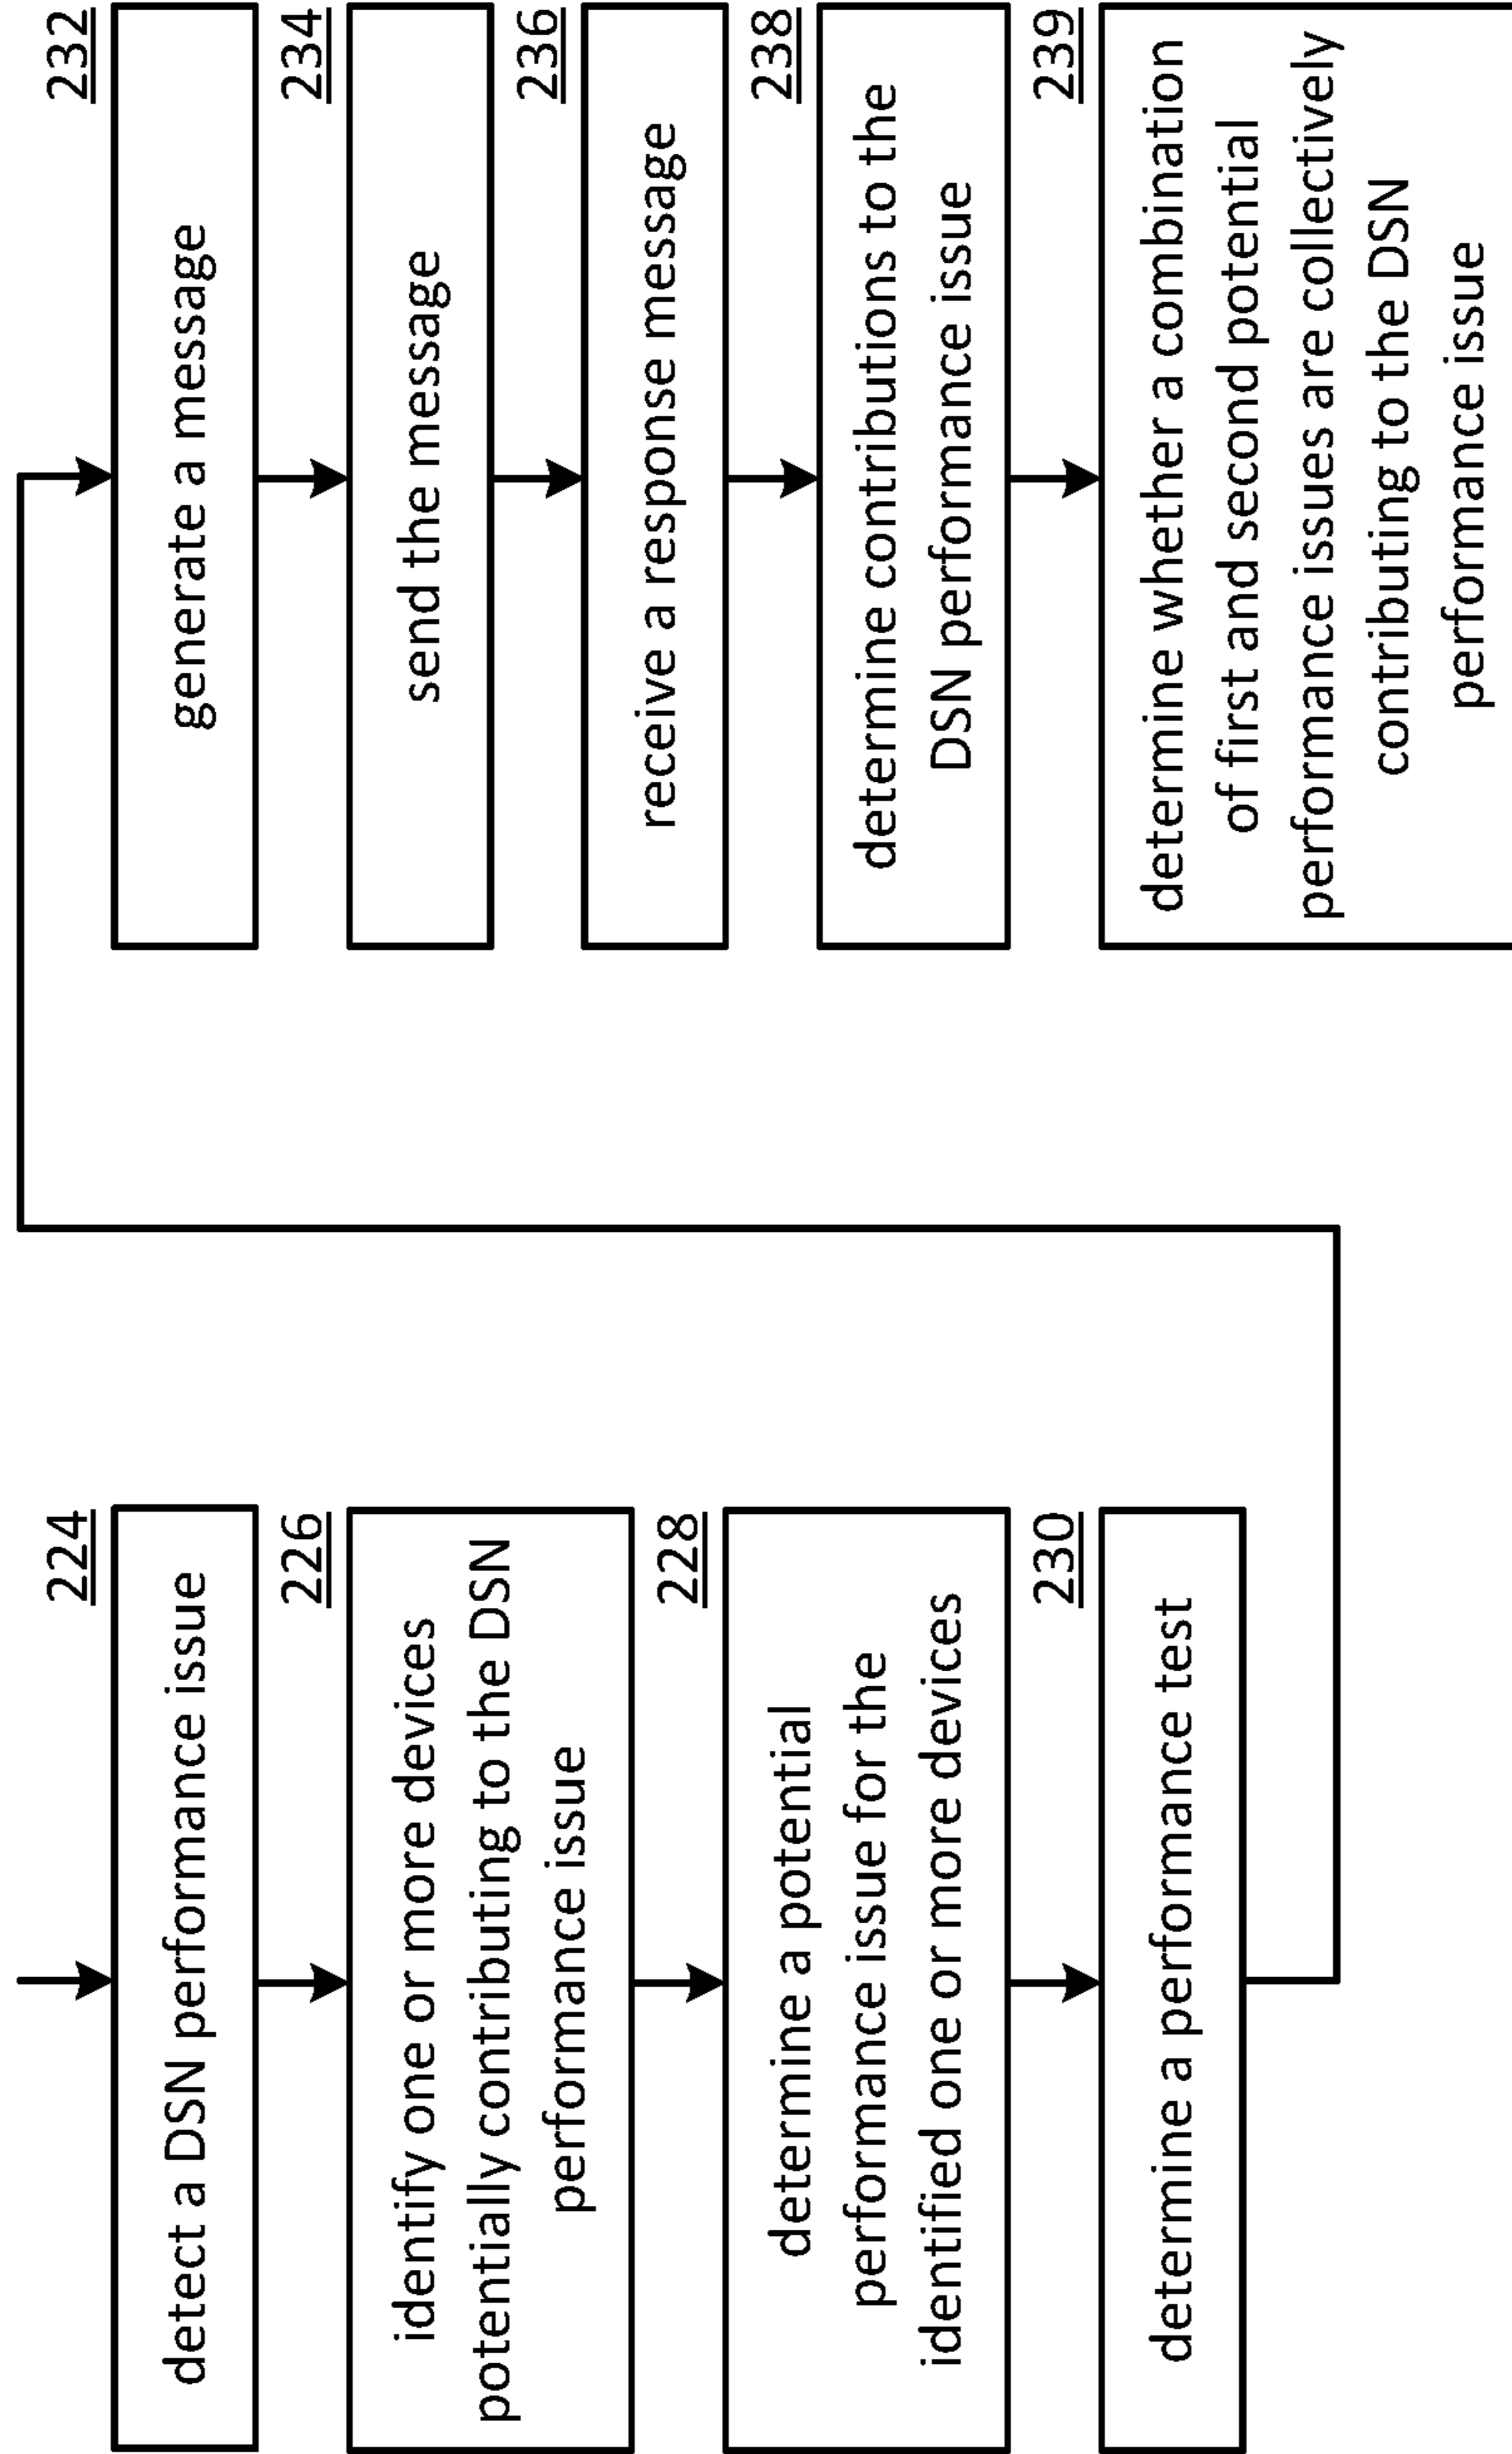 224
detect a DSN performance issue
226
identify one or more devices
potentially contributing to the DSN
performance issue
228
determine a potential
performance issue for the
identified one or more devices
230
determine a performance test
232
generate a message
234
send the message
236
receive a response message
238
determine contributions to the
DSN performance issue
239
determine whether a combination
of first and second potential
performance issues are collectively
contributing to the DSN
performance issue